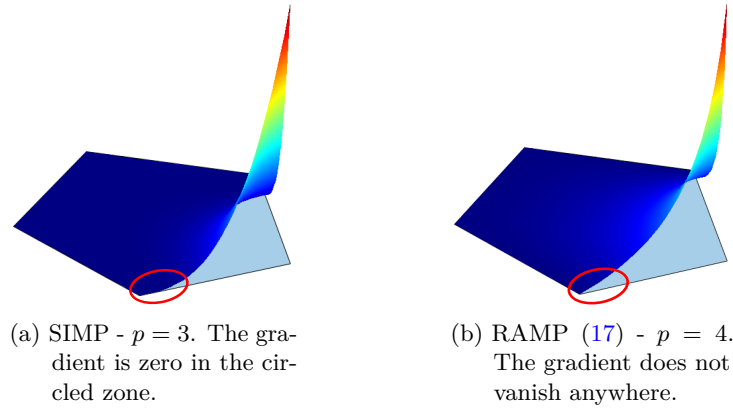 (a) SIMP - p = 3. The gra-
dient is zero in the cir-
cled zone.
(b) RAMP (17) - p = 4.
The gradient does not
vanish anywhere.